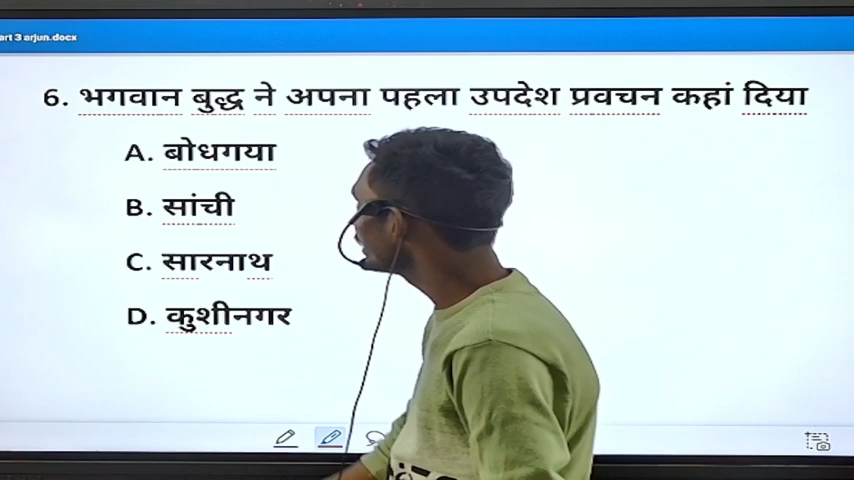 art 3 arjun.docx
6. भगवान बुद्ध ने अपना पहला उपदेश प्रवचन कहां दिया
A. बोधगया
B. सांची
C. सारनाथ
D. कुशीनगर